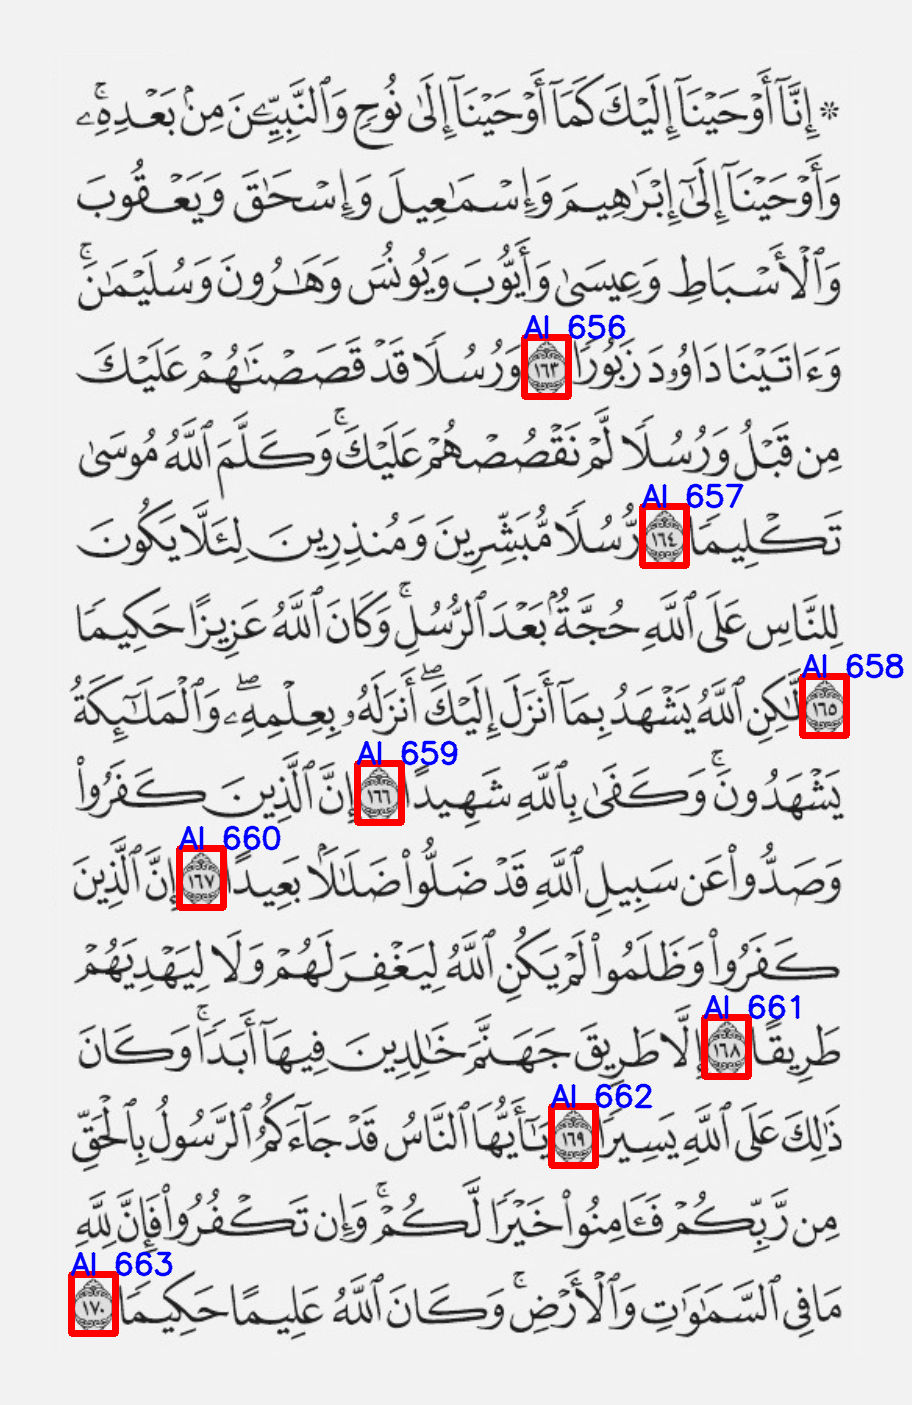 * إِنَّآ أَوْحَيْنَآ إِلَيْكَ كَمَآ أَوْحَيْنَآ إِلَىٰ نُوحٍ وَٱلنَّبِيِّـۧنَ مِنۢ بَعْدِهِۦۚ
وَأَوْحَيْنَآ إِلَىٰٓ إِبْرَٰهِيمَ وَإِسْمَٰعِيلَ وَإِسْحَٰقَ وَيَعْقُوبَ
وَٱلْأَسْبَاطِ وَعِيسَىٰ وَأَيُّوبَ وَيُونُسَ وَهَٰرُونَ وَسُلَيْمَٰنَۚ
AI 656
وَءَاتَيْنَا دَاوُۥدَ زَبُورًا ١٦٣ وَرُسُلًا قَدْ قَصَصْنَٰهُمْ عَلَيْكَ
مِن قَبْلُ وَرُسُلًا لَّمْ نَقْصُصْهُمْ عَلَيْكَۚ وَكَلَّمَ ٱللَّهُ مُوسَىٰ
AI 657
تَكْلِيمًا ١٦٤ رُّسُلًا مُّبَشِّرِينَ وَمُنذِرِينَ لِئَلَّا يَكُونَ
لِلنَّاسِ عَلَى ٱللَّهِ حُجَّةٌۢ بَعْدَ ٱلرُّسُلِۚ وَكَانَ ٱللَّهُ عَزِيزًا حَكِيمًا
AI 658
١٦٥ لَّٰكِنِ ٱللَّهُ يَشْهَدُ بِمَآ أَنزَلَ إِلَيْكَۖ أَنزَلَهُۥ بِعِلْمِهِۦۖ وَٱلْمَلَٰٓئِكَةُ
AI 659
يَشْهَدُونَۚ وَكَفَىٰ بِٱللَّهِ شَهِيدًا ١٦٦ إِنَّ ٱلَّذِينَ كَفَرُوا۟
AI 660
وَصَدُّوا۟ عَن سَبِيلِ ٱللَّهِ قَدْ ضَلُّوا۟ ضَلَٰلًۢا بَعِيدًا ١٦٧ إِنَّ ٱلَّذِينَ
كَفَرُوا۟ وَظَلَمُوا۟ لَمْ يَكُنِ ٱللَّهُ لِيَغْفِرَ لَهُمْ وَلَا لِيَهْدِيَهُمْ
AI 661
طَرِيقًا ١٦٨ إِلَّا طَرِيقَ جَهَنَّمَ خَٰلِدِينَ فِيهَآ أَبَدًاۚ وَكَانَ
AI 662
ذَٰلِكَ عَلَى ٱللَّهِ يَسِيرًا ١٦٩ يَٰٓأَيُّهَا ٱلنَّاسُ قَدْ جَآءَكُمُ ٱلرَّسُولُ بِٱلْحَقِّ
مِن رَّبِّكُمْ فَـَٔامِنُوا۟ خَيْرًا لَّكُمْۚ وَإِن تَكْفُرُوا۟ فَإِنَّ لِلَّهِ
AI 663
مَا فِى ٱلسَّمَٰوَٰتِ وَٱلْأَرْضِۚ وَكَانَ ٱللَّهُ عَلِيمًا حَكِيمًا ١٧٠